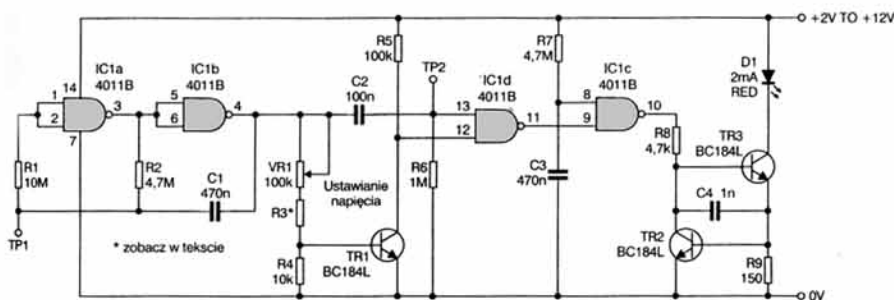 +2V TO +12V
R5
100k
R7
4,7M
TP2
D1
2mA
RED
IC1a
4011B
IC1b
4011B
C2
100n
IC1d
4011B
IC1c
4011B
14
1
2
3
5
6
4
13
12
11
8
9
10
7
R8
4,7k
TR3
BC184L
R1
10M
R2
4,7M
C1
470n
VR1
100k
Ustawianie
napięcia
R6
1M
C3
470n
C4 1n
R3*
TP1
* zobacz w tekście
R4
10k
TR1
BC184L
TR2
BC184L
R9
150
0V